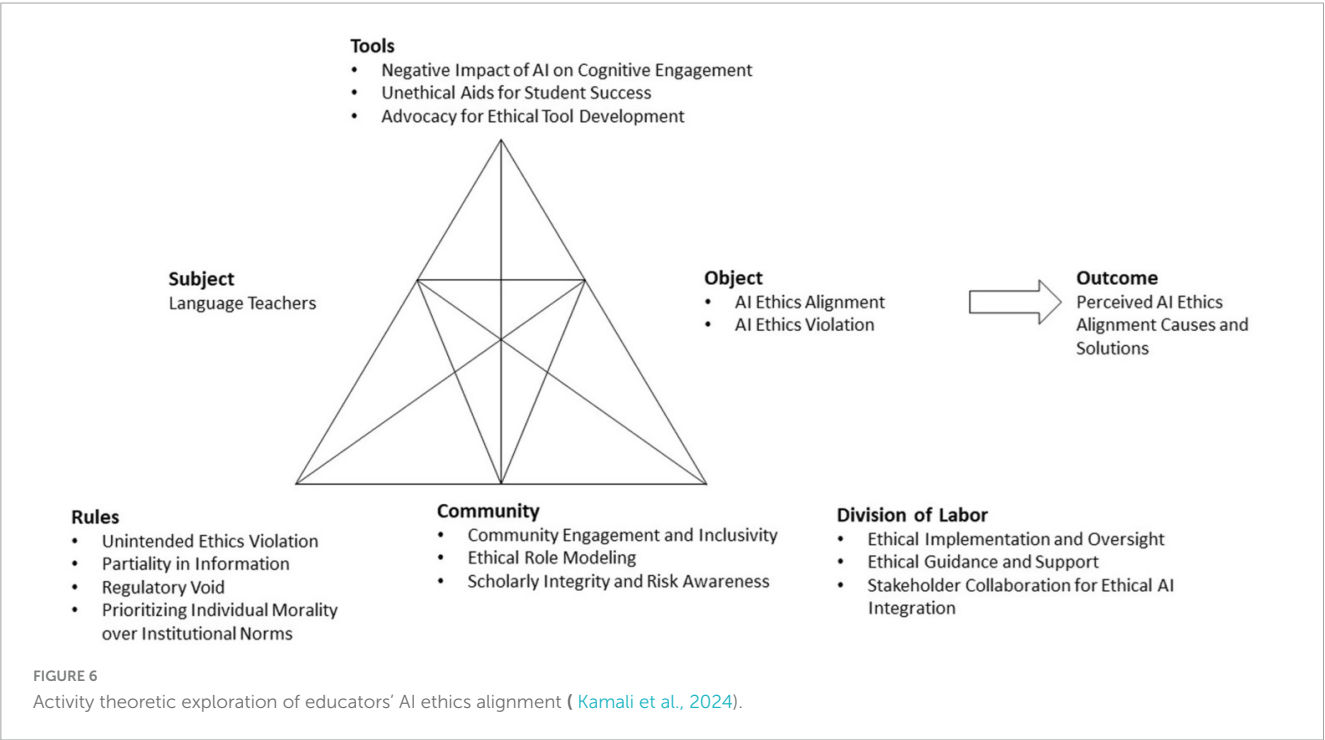 Tools
• Negative Impact of AI on Cognitive Engagement
• Unethical Aids for Student Success
• Advocacy for Ethical Tool Development
Subject
Language Teachers
Object
• AI Ethics Alignment
• AI Ethics Violation
Outcome
Perceived AI Ethics
Alignment Causes and
Solutions
Rules
• Unintended Ethics Violation
• Partiality in Information
• Regulatory Void
• Prioritizing Individual Morality
over Institutional Norms
Community
• Community Engagement and Inclusivity
• Ethical Role Modeling
• Scholarly Integrity and Risk Awareness
Division of Labor
• Ethical Implementation and Oversight
• Ethical Guidance and Support
• Stakeholder Collaboration for Ethical AI
Integration
FIGURE 6
Activity theoretic exploration of educators’ AI ethics alignment ( Kamali et al., 2024).